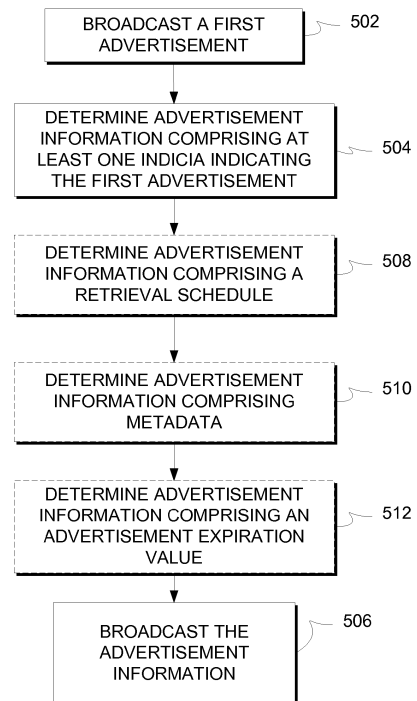 BROADCAST A FIRST
ADVERTISEMENT
502
DETERMINE ADVERTISEMENT
INFORMATION COMPRISING AT
LEAST ONE INDICIA INDICATING
THE FIRST ADVERTISEMENT
504
DETERMINE ADVERTISEMENT
INFORMATION COMPRISING A
RETRIEVAL SCHEDULE
508
DETERMINE ADVERTISEMENT
INFORMATION COMPRISING
METADATA
510
DETERMINE ADVERTISEMENT
INFORMATION COMPRISING AN
ADVERTISEMENT EXPIRATION
VALUE
512
BROADCAST THE
ADVERTISEMENT
INFORMATION
506